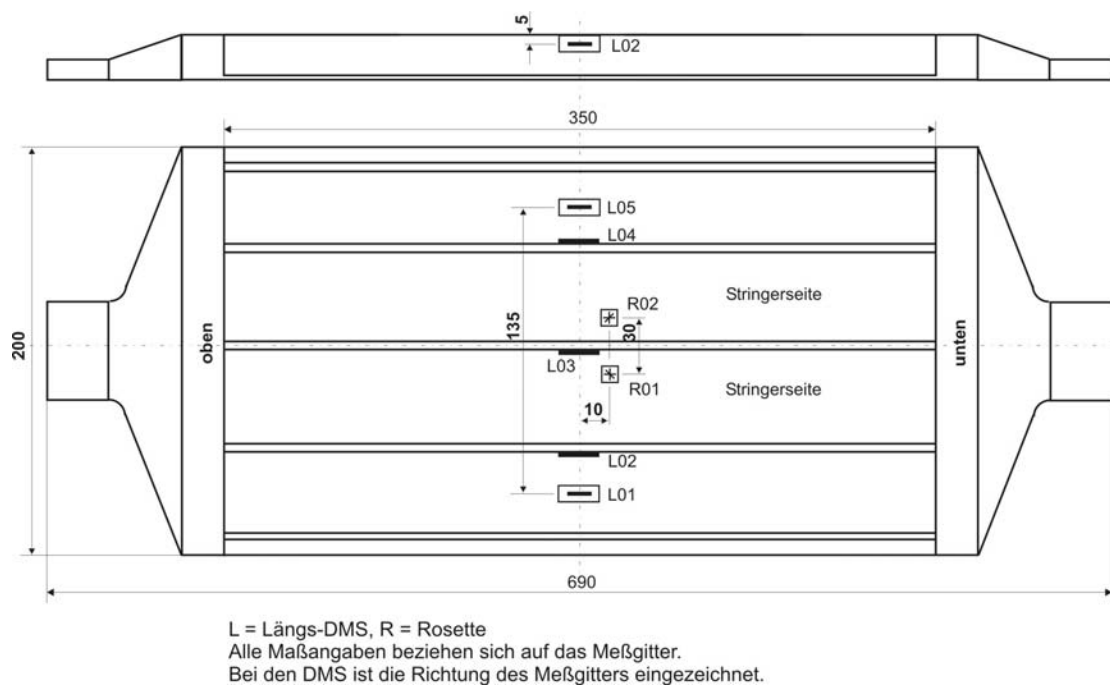 5
L02
350
L05
L04
Stringerseite
R02
135
30
200
oben
unten
L03
R01
Stringerseite
10
L02
L01
690
L = Längs-DMS, R = Rosette
Alle Maßangaben beziehen sich auf das Meßgitter.
Bei den DMS ist die Richtung des Meßgitters eingezeichnet.